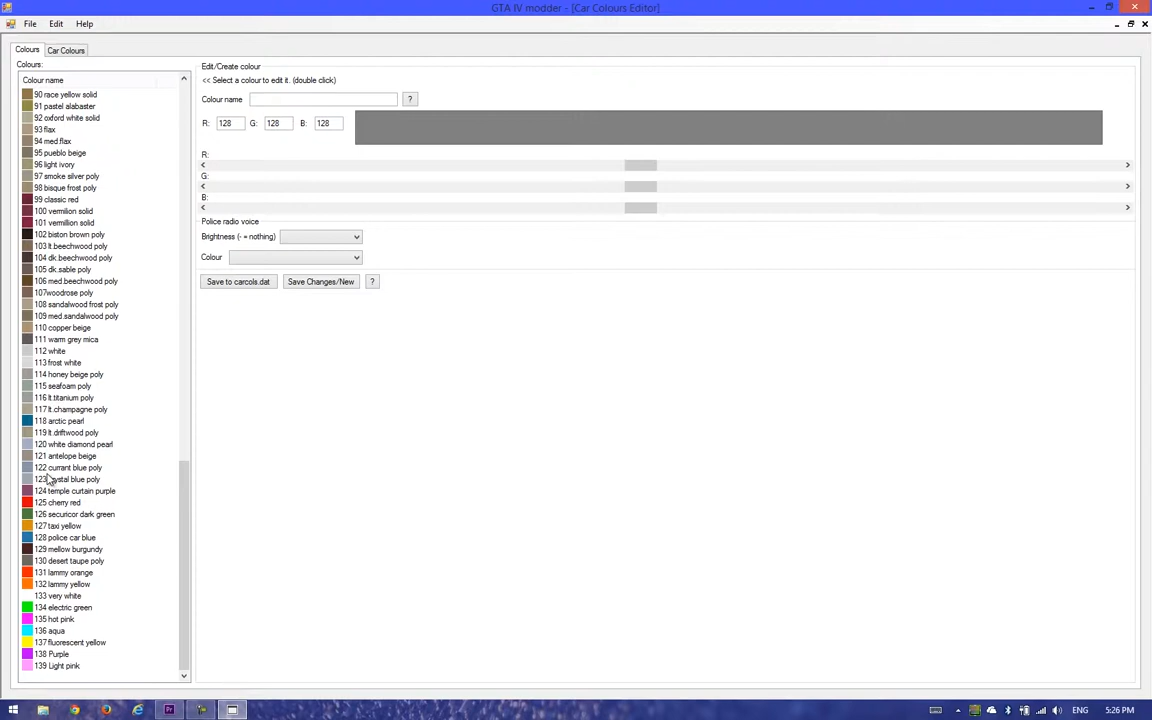 GTA IV modder - [Car Colours Editor]
File Edit Help
Colours Car Colours
Colours:
Colour name
90 race yellow solid
91 pastel alabaster
92 oxford white solid
93 flax
94 med.flax
95 pueblo beige
96 light ivory
97 smoke silver poly
98 bisque frost poly
99 classic red
100 vermilion solid
101 vermillion solid
102 biston brown poly
103 lt.beechwood poly
104 dk.beechwood poly
105 dk.sable poly
106 med.beechwood poly
107woodrose poly
108 sandalwood frost poly
109 med.sandalwood poly
110 copper beige
111 warm grey mica
112 white
113 frost white
114 honey beige poly
115 seafoam poly
116 lt.titanium poly
117 lt.champagne poly
118 arctic pearl
119 lt.driftwood poly
120 white diamond pearl
121 antelope beige
122 currant blue poly
123 crystal blue poly
124 temple curtain purple
125 cherry red
126 securicor dark green
127 taxi yellow
128 police car blue
129 mellow burgundy
130 desert taupe poly
131 lammy orange
132 lammy yellow
133 very white
134 electric green
135 hot pink
136 aqua
137 fluorescent yellow
138 Purple
139 Light pink
Edit/Create colour
<< Select a colour to edit it. (double click)
Colour name ?
R: 128 G: 128 B: 128
R:
G:
B:
Police radio voice
Brightness (- = nothing)
Colour
Save to carcols.dat Save Changes/New ?
ENG 5:26 PM